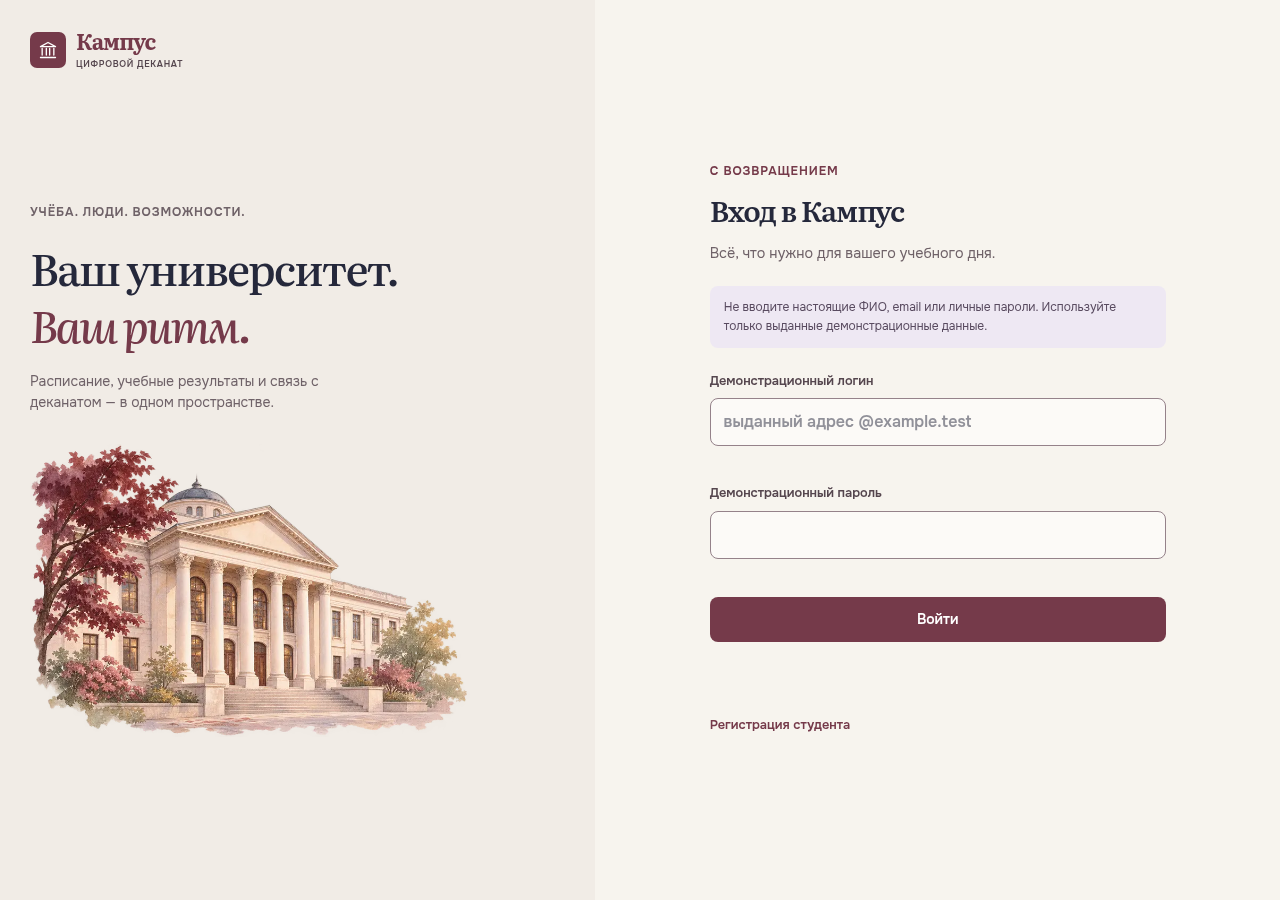 Кампус
ЦИФРОВОЙ ДЕКАНАТ
УЧЁБА. ЛЮДИ. ВОЗМОЖНОСТИ.
Ваш университет.
Ваш ритм.
Расписание, учебные результаты и связь с
деканатом — в одном пространстве.
С ВОЗВРАЩЕНИЕМ
Вход в Кампус
Всё, что нужно для вашего учебного дня.
Не вводите настоящие ФИО, email или личные пароли. Используйте
только выданные демонстрационные данные.
Демонстрационный логин
выданный адрес @example.test
Демонстрационный пароль
Войти
Регистрация студента